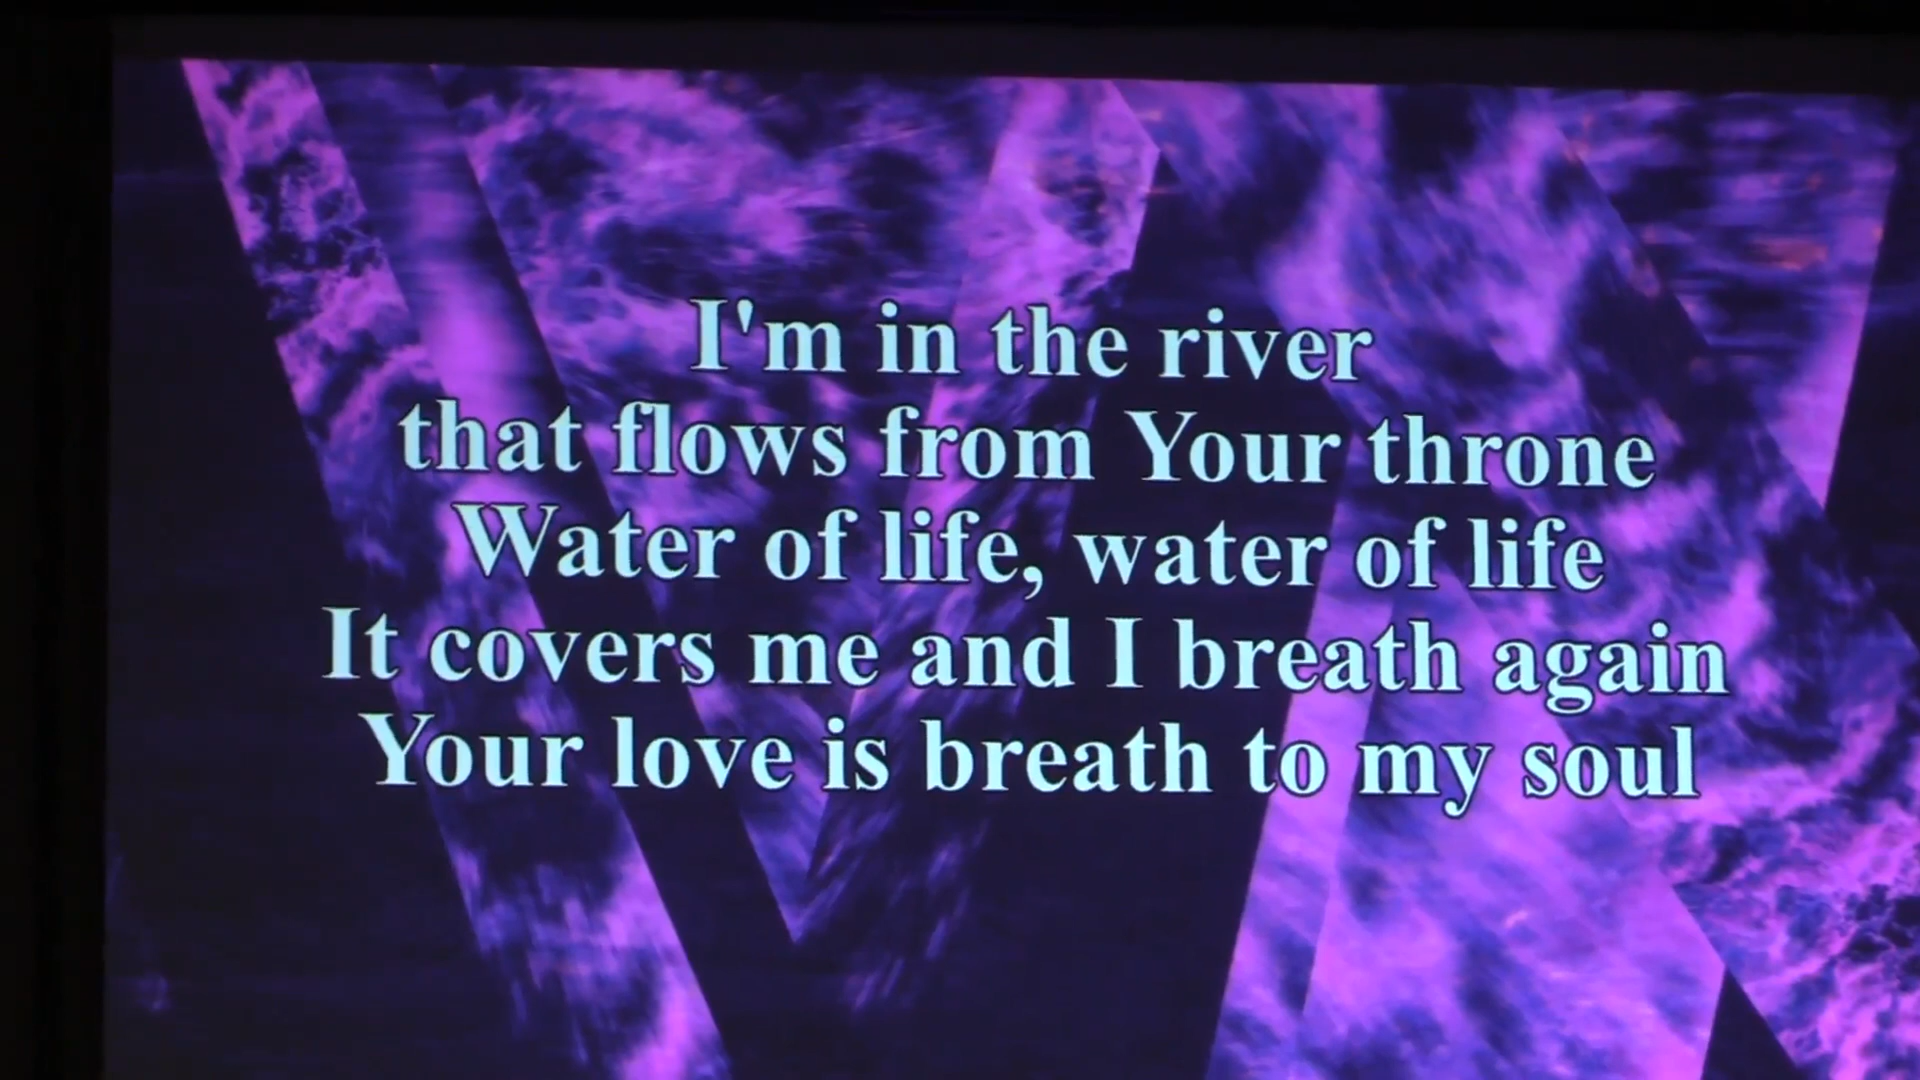 I'm in the river
that flows from Your throne
Water of life, water of life
It covers me and I breath again
Your love is breath to my soul